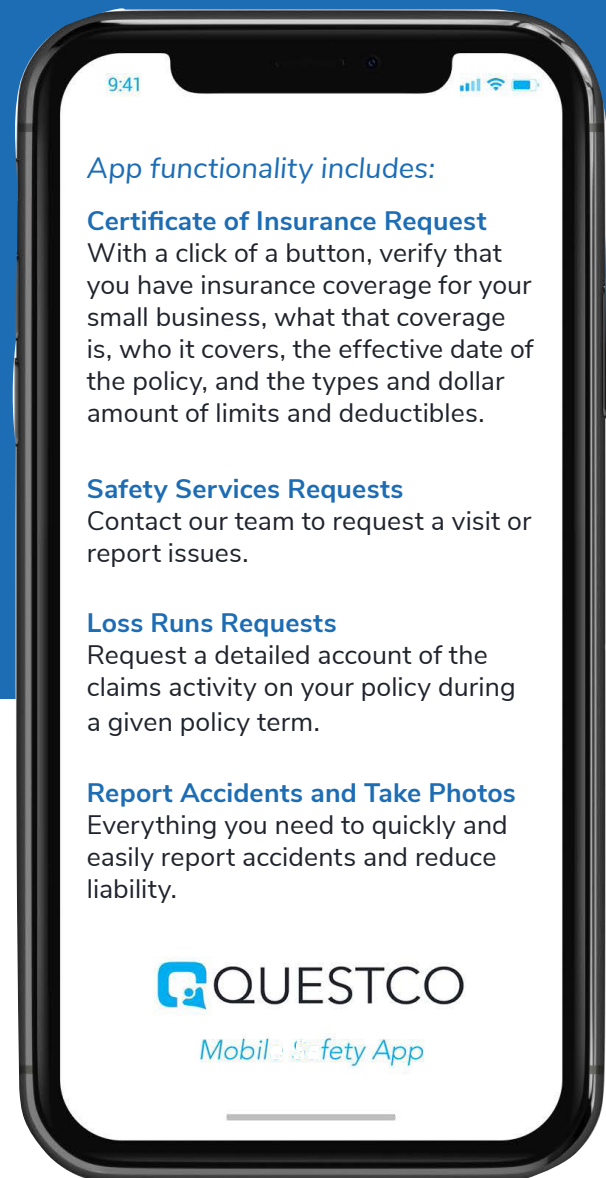 9:41
App functionality includes:
Certificate of Insurance Request
With a click of a button, verify that
you have insurance coverage for your
small business, what that coverage
is, who it covers, the effective date of
the policy, and the types and dollar
amount of limits and deductibles.
Safety Services Requests
Contact our team to request a visit or
report issues.
Loss Runs Requests
Request a detailed account of the
claims activity on your policy during
a given policy term.
Report Accidents and Take Photos
Everything you need to quickly and
easily report accidents and reduce
liability.
QUESTCO
App